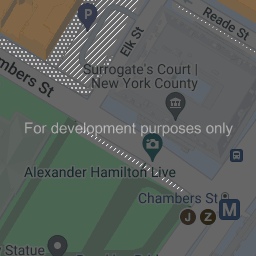 P
Reade St
Elk St
mbers St
Surrogate's Court |
New York County
For development purposes only
Alexander Hamilton Live
Chambers St
M
J Z
Statue